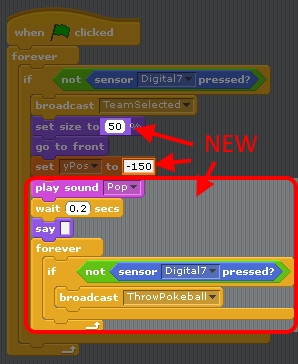 when clicked
forever
if not sensor Digital7 pressed?
broadcast TeamSelected
set size to 50 %
NEW
go to front
set yPos to -150
play sound Pop
wait 0.2 secs
say
forever
if not sensor Digital7 pressed?
broadcast ThrowPokeball